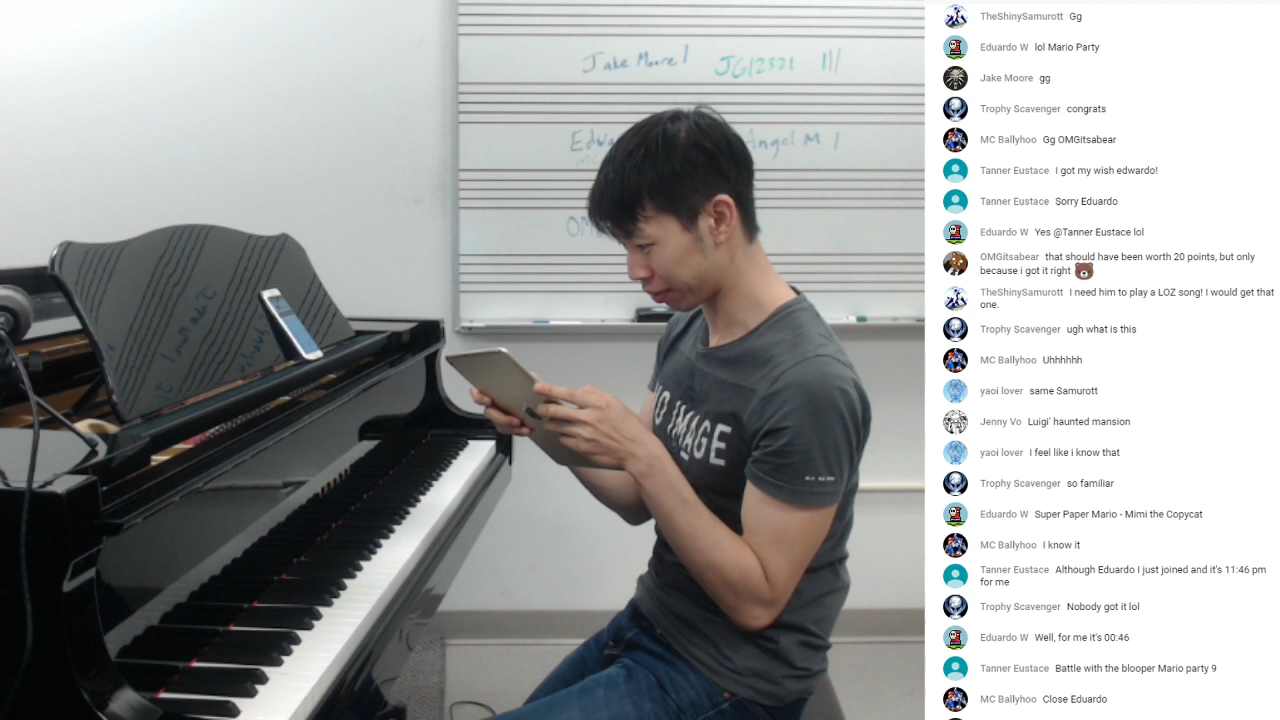 Jake Moore | JG12321 |||
Edwa
Angel M |
OM
NO IMAGE
TheShinySamurott Gg
Eduardo W lol Mario Party
Jake Moore gg
Trophy Scavenger congrats
MC Ballyhoo Gg OMGitsabear
Tanner Eustace I got my wish edwardo!
Tanner Eustace Sorry Eduardo
Eduardo W Yes @Tanner Eustace lol
OMGitsabear that should have been worth 20 points, but only
because i got it right
TheShinySamurott I need him to play a LOZ song! I would get that
one.
Trophy Scavenger ugh what is this
MC Ballyhoo Uhhhhhh
yaoi lover same Samurott
Jenny Vo Luigi' haunted mansion
yaoi lover I feel like i know that
Trophy Scavenger so familiar
Eduardo W Super Paper Mario - Mimi the Copycat
MC Ballyhoo I know it
Tanner Eustace Although Eduardo I just joined and it's 11:46 pm
for me
Trophy Scavenger Nobody got it lol
Eduardo W Well, for me it's 00:46
Tanner Eustace Battle with the blooper Mario party 9
MC Ballyhoo Close Eduardo